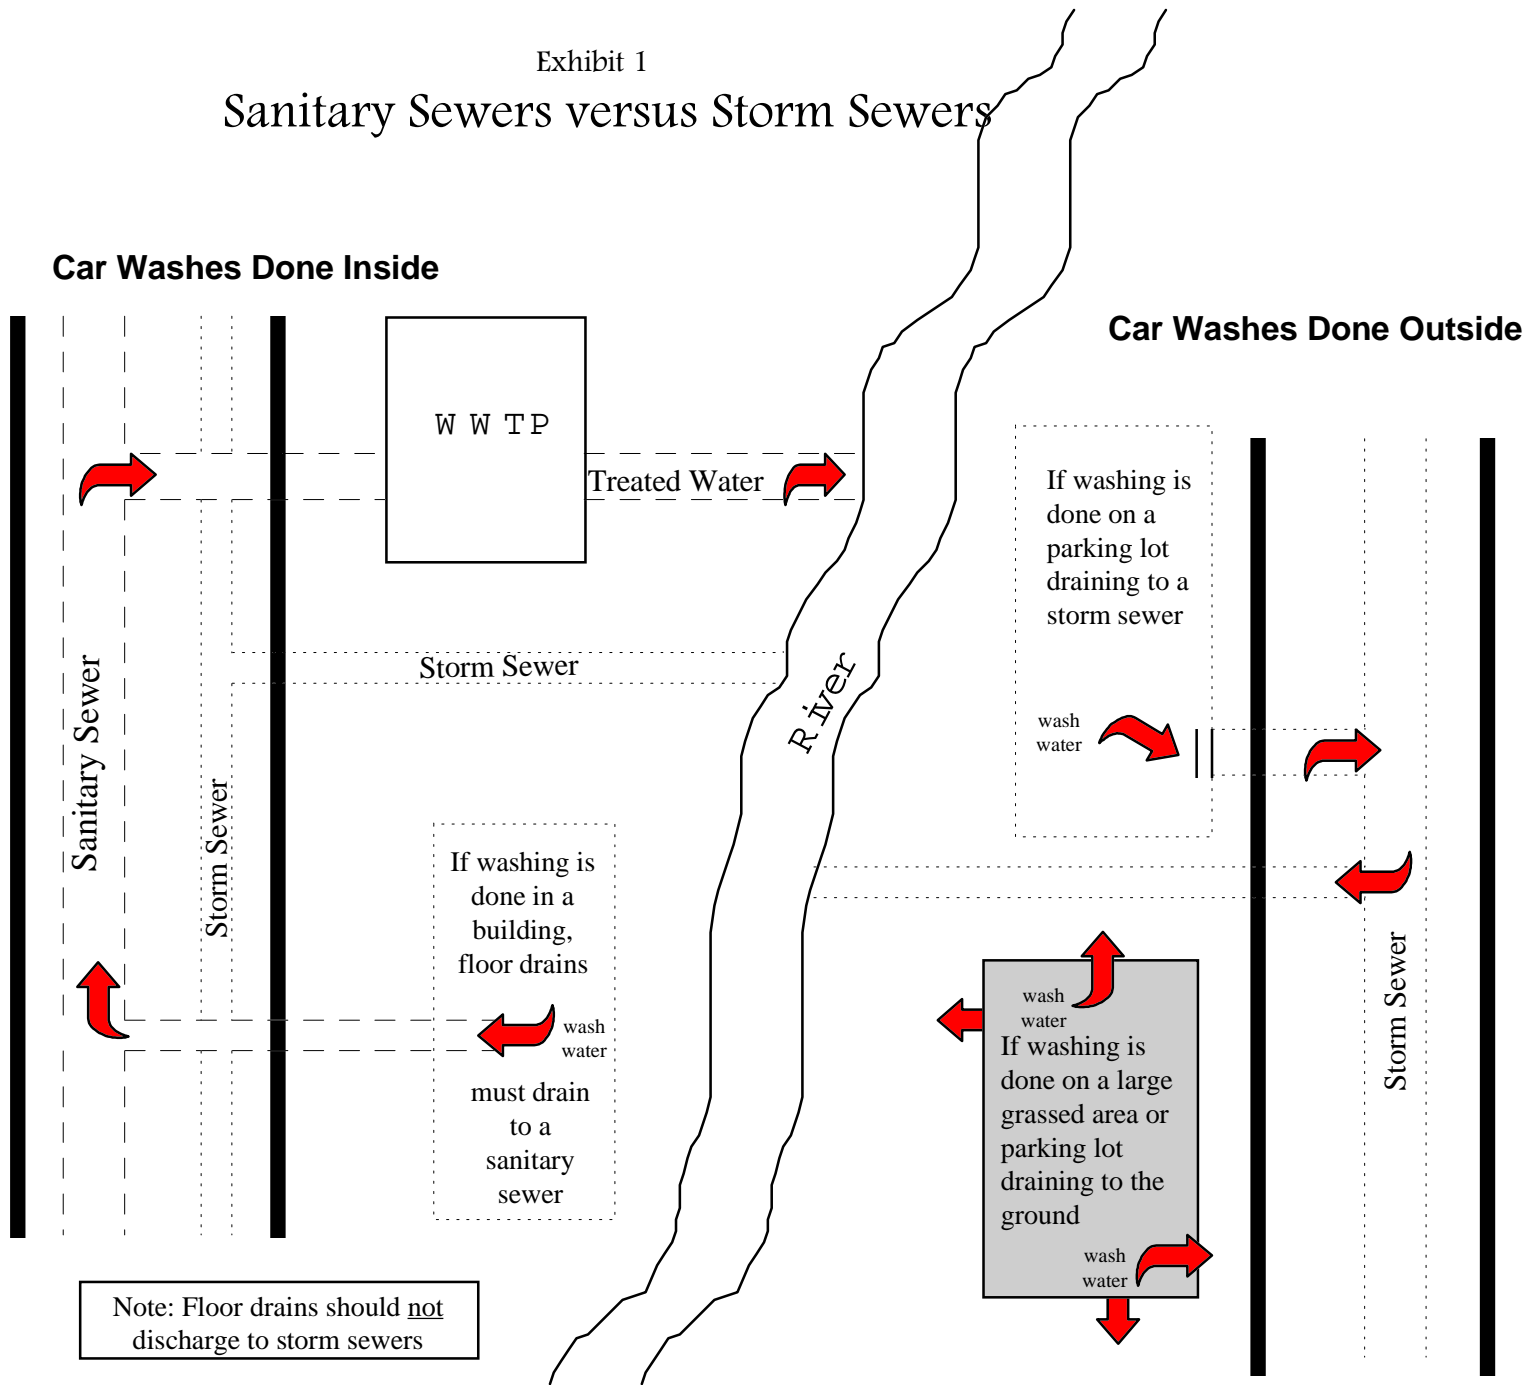 Exhibit 1
Sanitary Sewers versus Storm Sewers
Car Washes Done Inside
WWTP
Treated Water
Storm Sewer
Sanitary Sewer
Storm Sewer
If washing is
done in a
building,
floor drains
wash
water
must drain
to a
sanitary
sewer
Note: Floor drains should not
discharge to storm sewers
River
Car Washes Done Outside
If washing is
done on a
parking lot
draining to a
storm sewer
wash
water
wash
water
If washing is
done on a large
grassed area or
parking lot
draining to the
ground
wash
water
Storm Sewer